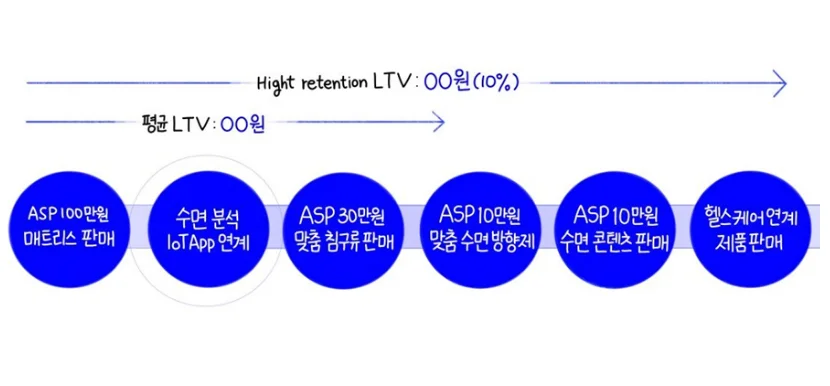 Hight retention LTV : OO원(10%)
평균 LTV : OO원
ASP 100만원
매트리스 판매
수면 분석
IoTApp 연계
ASP 30만원
맞춤 침구류 판매
ASP 10만원
맞춤 수면 방향제
ASP 10만원
수면 콘텐츠 판매
헬스케어 연계
제품 판매